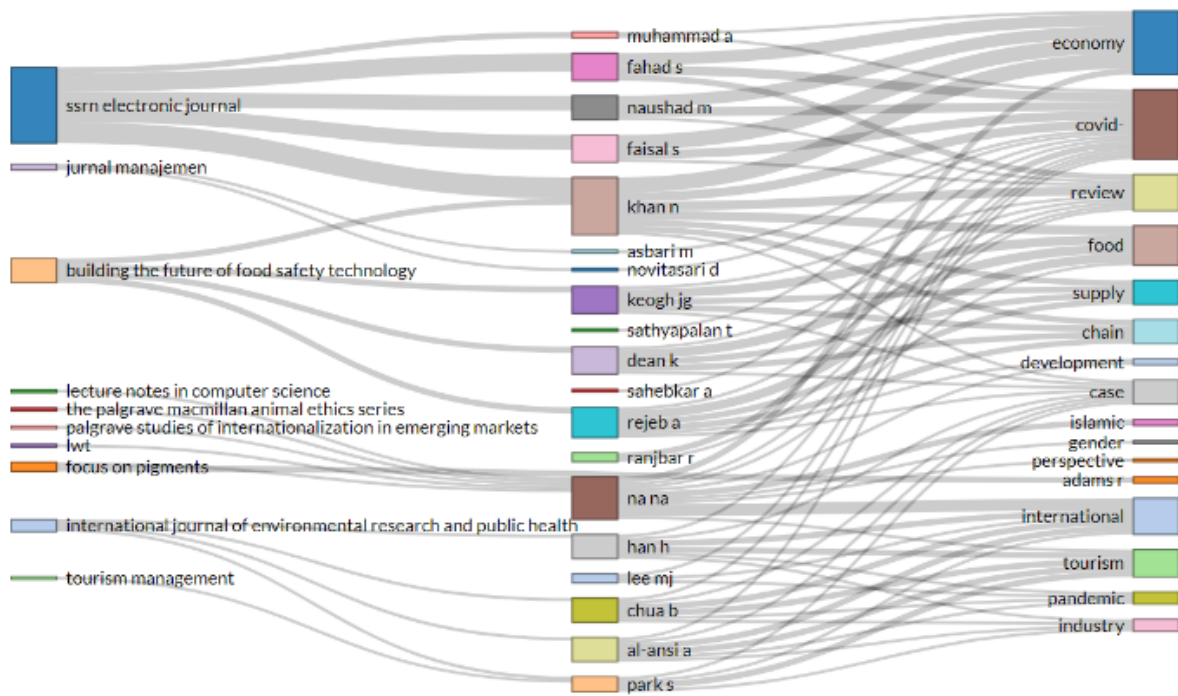 ssrn electronic journal
jurnal manajemen
building the future of food safety technology
lecture notes in computer science
the palgrave macmillan animal ethics series
palgrave studies of internationalization in emerging markets
lwt
focus on pigments
international journal of environmental research and public health
tourism management
muhammad a
fahad s
naushad m
faisal s
khan n
asbari m
novitasari d
keogh jg
sathyapalan t
dean k
sahebkar a
rejeb a
ranjbar r
na na
han h
lee mj
chua b
al-ansi a
park s
economy
covid-
review
food
supply
chain
development
case
islamic
gender
perspective
adams r
international
tourism
pandemic
industry